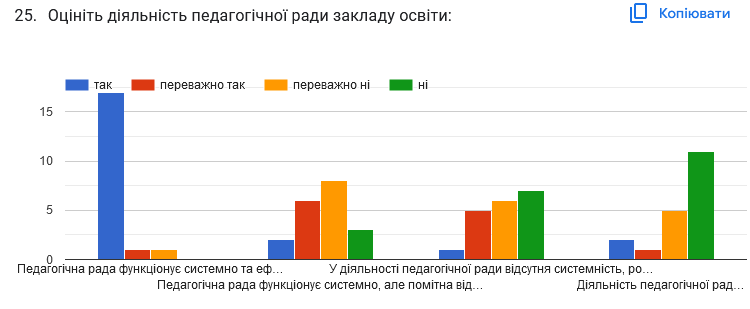 25. Оцініть діяльність педагогічної ради закладу освіти:
Копіювати
так переважно так переважно ні ні
15
10
5
0
Педагогічна рада функціонує системно та еф…
У діяльності педагогічної ради відсутня системність, ро…
Педагогічна рада функціонує системно, але помітна від…
Діяльність педагогічної рад…